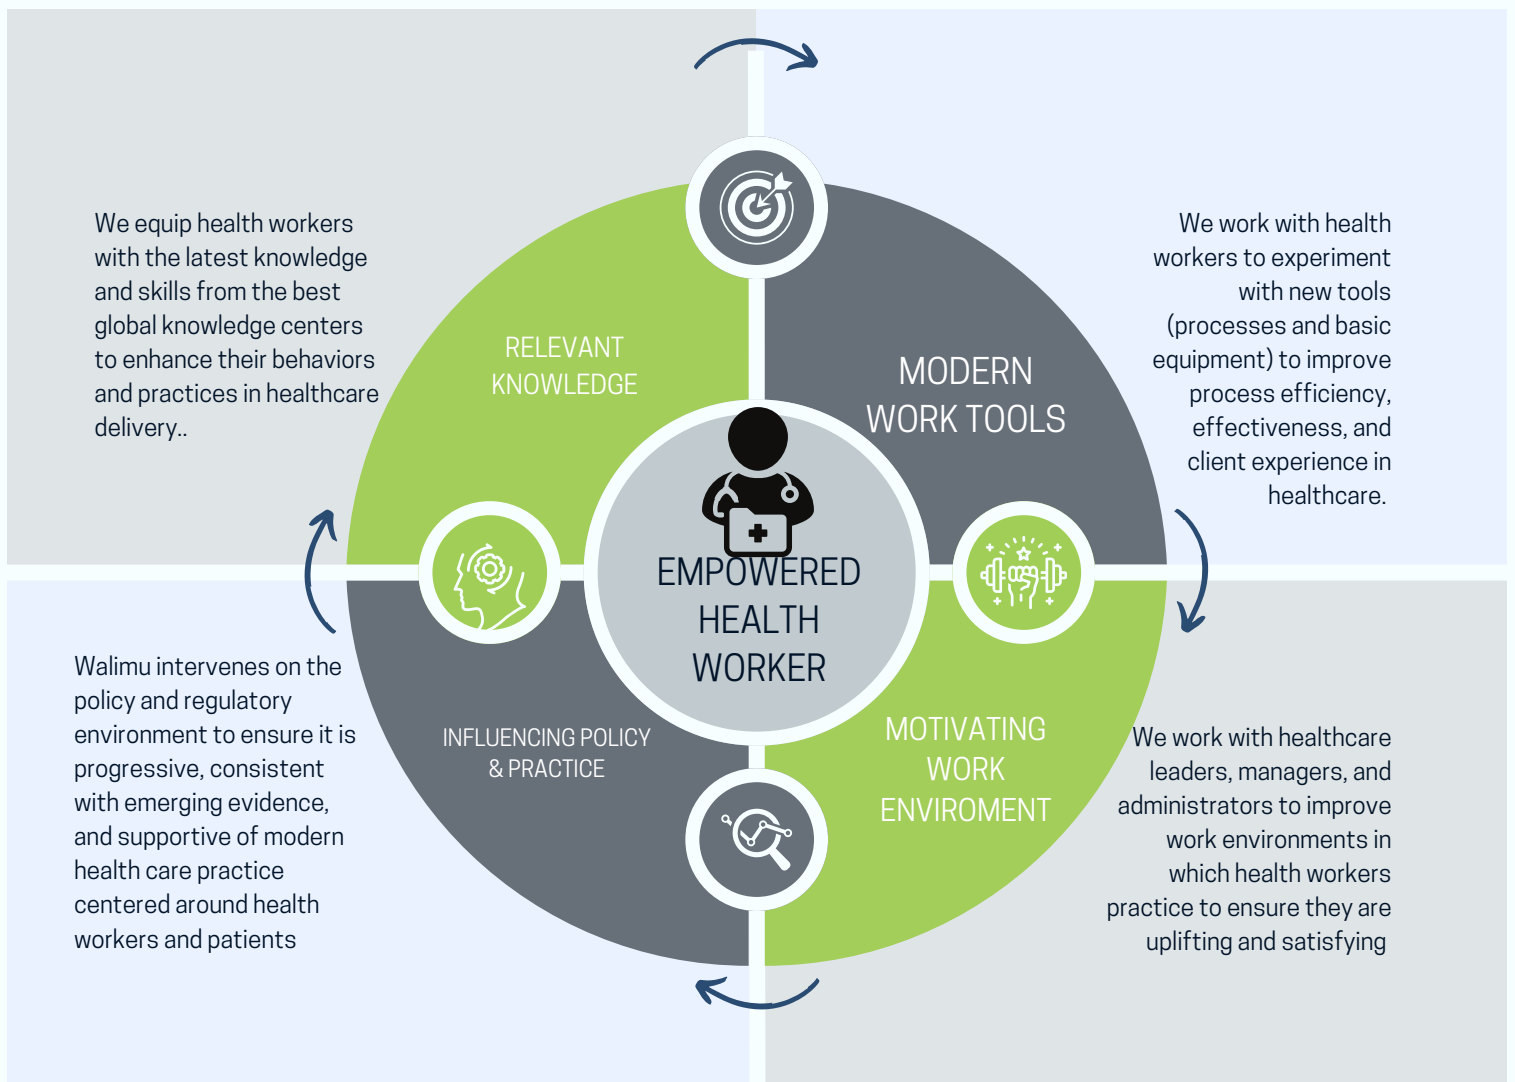 We equip health workers
with the latest knowledge
and skills from the best
global knowledge centers
to enhance their behaviors
and practices in healthcare
delivery..
RELEVANT
KNOWLEDGE
MODERN
WORK TOOLS
We work with health
workers to experiment
with new tools
(processes and basic
equipment) to improve
process efficiency,
effectiveness, and
client experience in
healthcare.
EMPOWERED
HEALTH
WORKER
Walimu intervenes on the
policy and regulatory
environment to ensure it is
progressive, consistent
with emerging evidence,
and supportive of modern
health care practice
centered around health
workers and patients
INFLUENCING POLICY
& PRACTICE
MOTIVATING
WORK
ENVIROMENT
We work with healthcare
leaders, managers, and
administrators to improve
work environments in
which health workers
practice to ensure they are
uplifting and satisfying